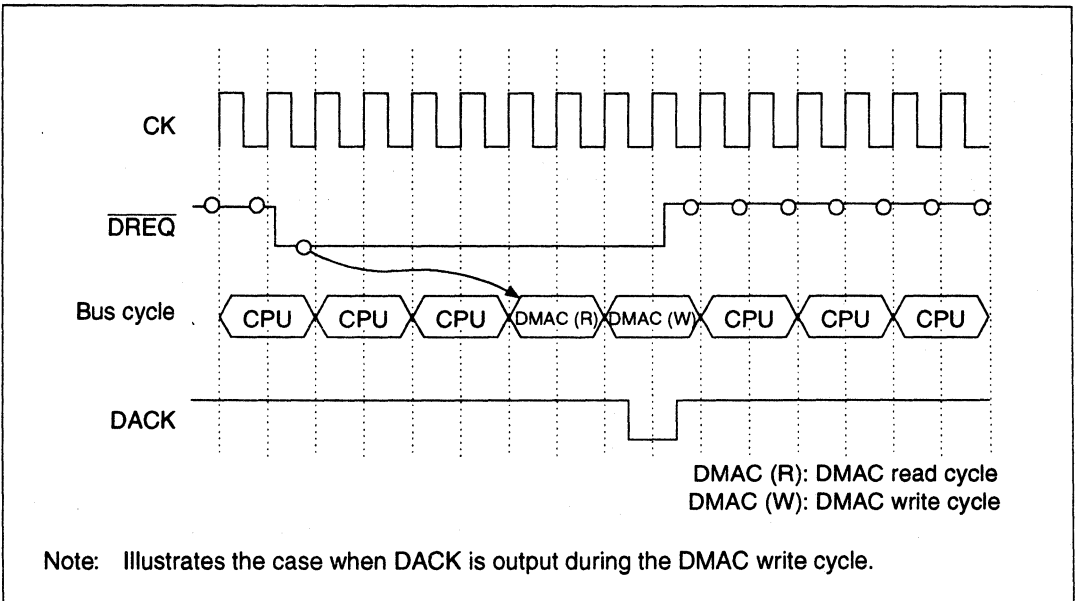 CK
DREQ
Bus cycle CPU CPU CPU DMAC (R) DMAC (W) CPU CPU CPU
DACK
DMAC (R): DMAC read cycle
DMAC (W): DMAC write cycle
Note: Illustrates the case when DACK is output during the DMAC write cycle.